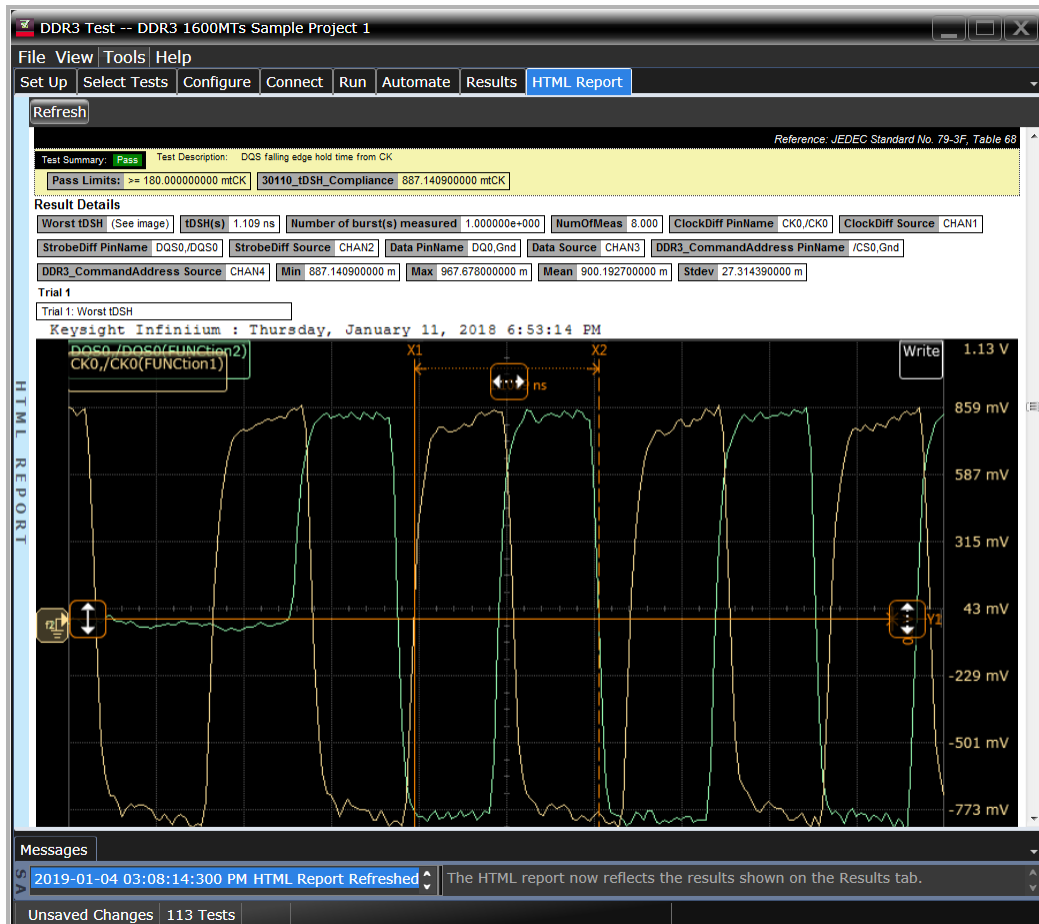 DDR3 Test -- DDR3 1600MTs Sample Project 1
File View Tools Help
Set Up Select Tests Configure Connect Run Automate Results HTML Report
Refresh
Reference: JEDEC Standard No. 79-3F, Table 68
Test Summary: Pass Test Description: DQS falling edge hold time from CK
Pass Limits: >= 180.000000000 mtCK 30110_tDSH_Compliance 887.140900000 mtCK
Result Details
Worst tDSH (See image) tDSH(s) 1.109 ns Number of burst(s) measured 1.000000e+000 NumOfMeas 8.000 ClockDiff PinName CK0,/CK0 ClockDiff Source CHAN1
StrobeDiff PinName DQS0,/DQS0 StrobeDiff Source CHAN2 Data PinName DQ0,Gnd Data Source CHAN3 DDR3_CommandAddress PinName /CS0,Gnd
DDR3_CommandAddress Source CHAN4 Min 887.140900000 m Max 967.678000000 m Mean 900.192700000 m Stdev 27.314390000 m
Trial 1
Trial 1: Worst tDSH
Keysight Infiniium : Thursday, January 11, 2018 6:53:14 PM
DQS0,/DQS0(FUNCtion2) X1 X2 Write 1.13 V
CK0,/CK0(FUNCtion1)
ns
859 mV
587 mV
315 mV
43 mV
Y1
-229 mV
-501 mV
-773 mV
HTML REPORT
Messages
SA
2019-01-04 03:08:14:300 PM HTML Report Refreshed The HTML report now reflects the results shown on the Results tab.
Unsaved Changes 113 Tests